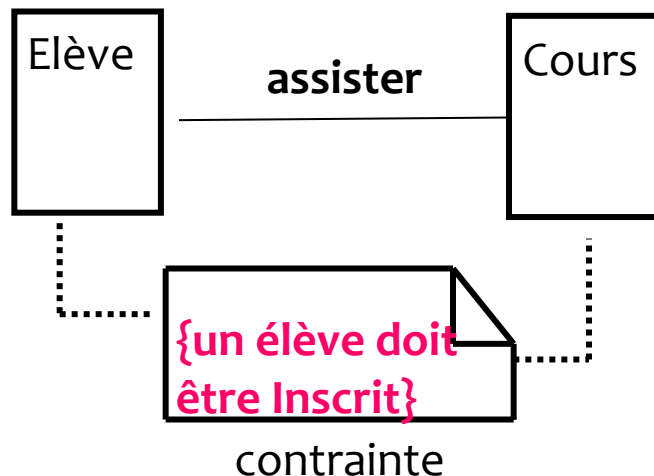 Elève
assister
Cours
{un élève doit
être Inscrit}
contrainte